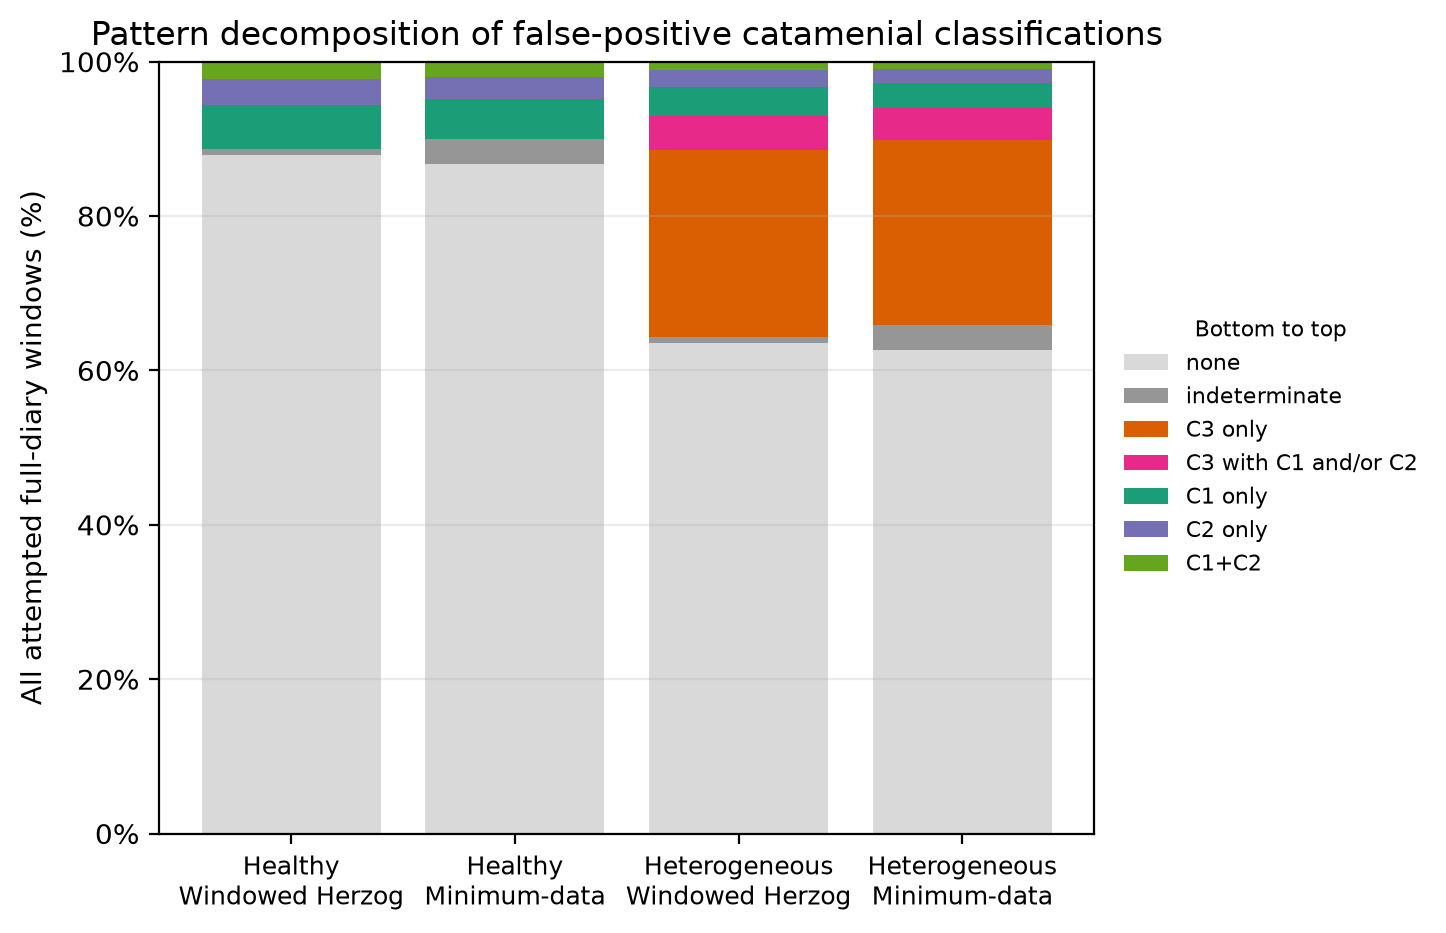 Pattern decomposition of false-positive catamenial classifications
All attempted full-diary windows (%)
100%
80%
60%
40%
20%
0%
Healthy
Windowed Herzog
Healthy
Minimum-data
Heterogeneous
Windowed Herzog
Heterogeneous
Minimum-data
Bottom to top
none
indeterminate
C3 only
C3 with C1 and/or C2
C1 only
C2 only
C1+C2